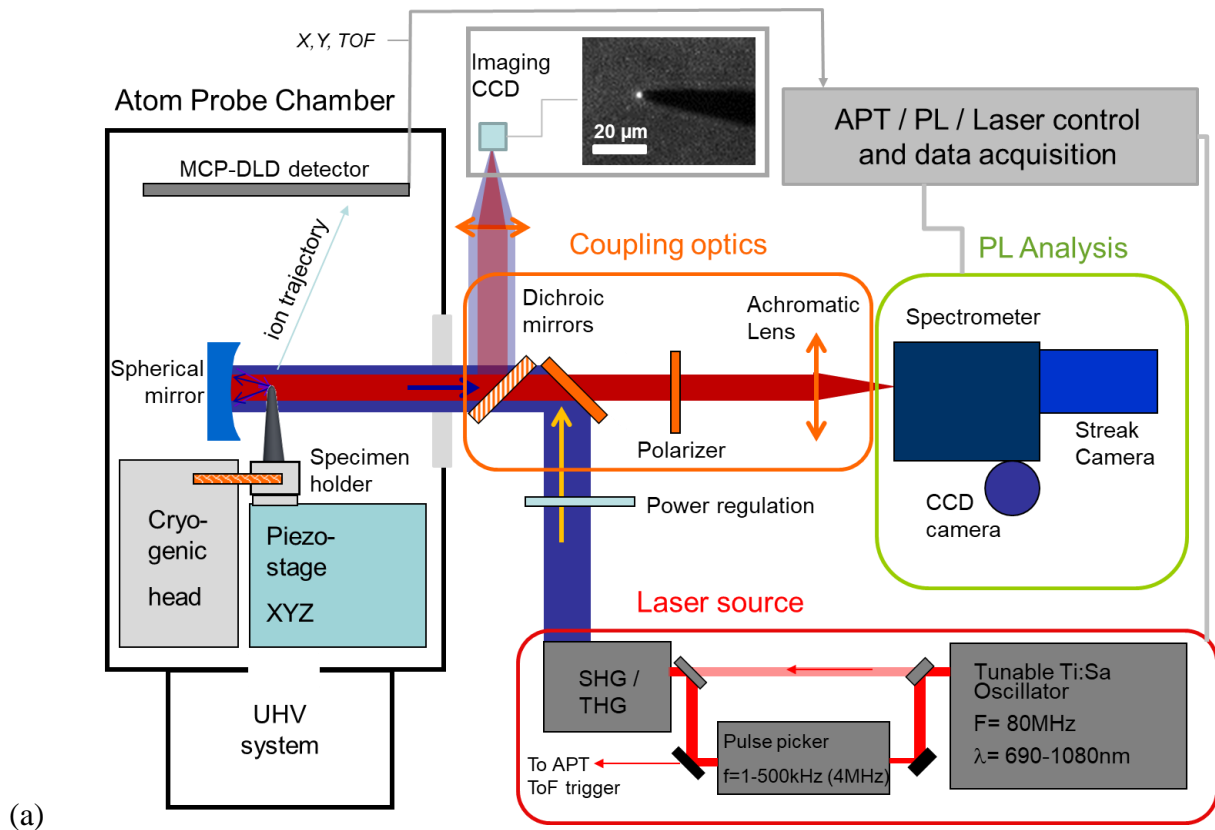 X,Y, TOF
Imaging
CCD
20 µm
Atom Probe Chamber
APT / PL / Laser control
and data acquisition
MCP-DLD detector
ion trajectory
Coupling optics
PL Analysis
Dichroic
mirrors
Achromatic
Lens
Spectrometer
Spherical
mirror
Polarizer
Streak
Camera
Specimen
holder
Power regulation
CCD
camera
Cryo-
genic
head
Piezo-
stage
XYZ
Laser source
SHG /
THG
Tunable Ti:Sa
Oscillator
F= 80MHz
λ= 690-1080nm
UHV
system
Pulse picker
f=1-500kHz (4MHz)
To APT
ToF trigger
(a)